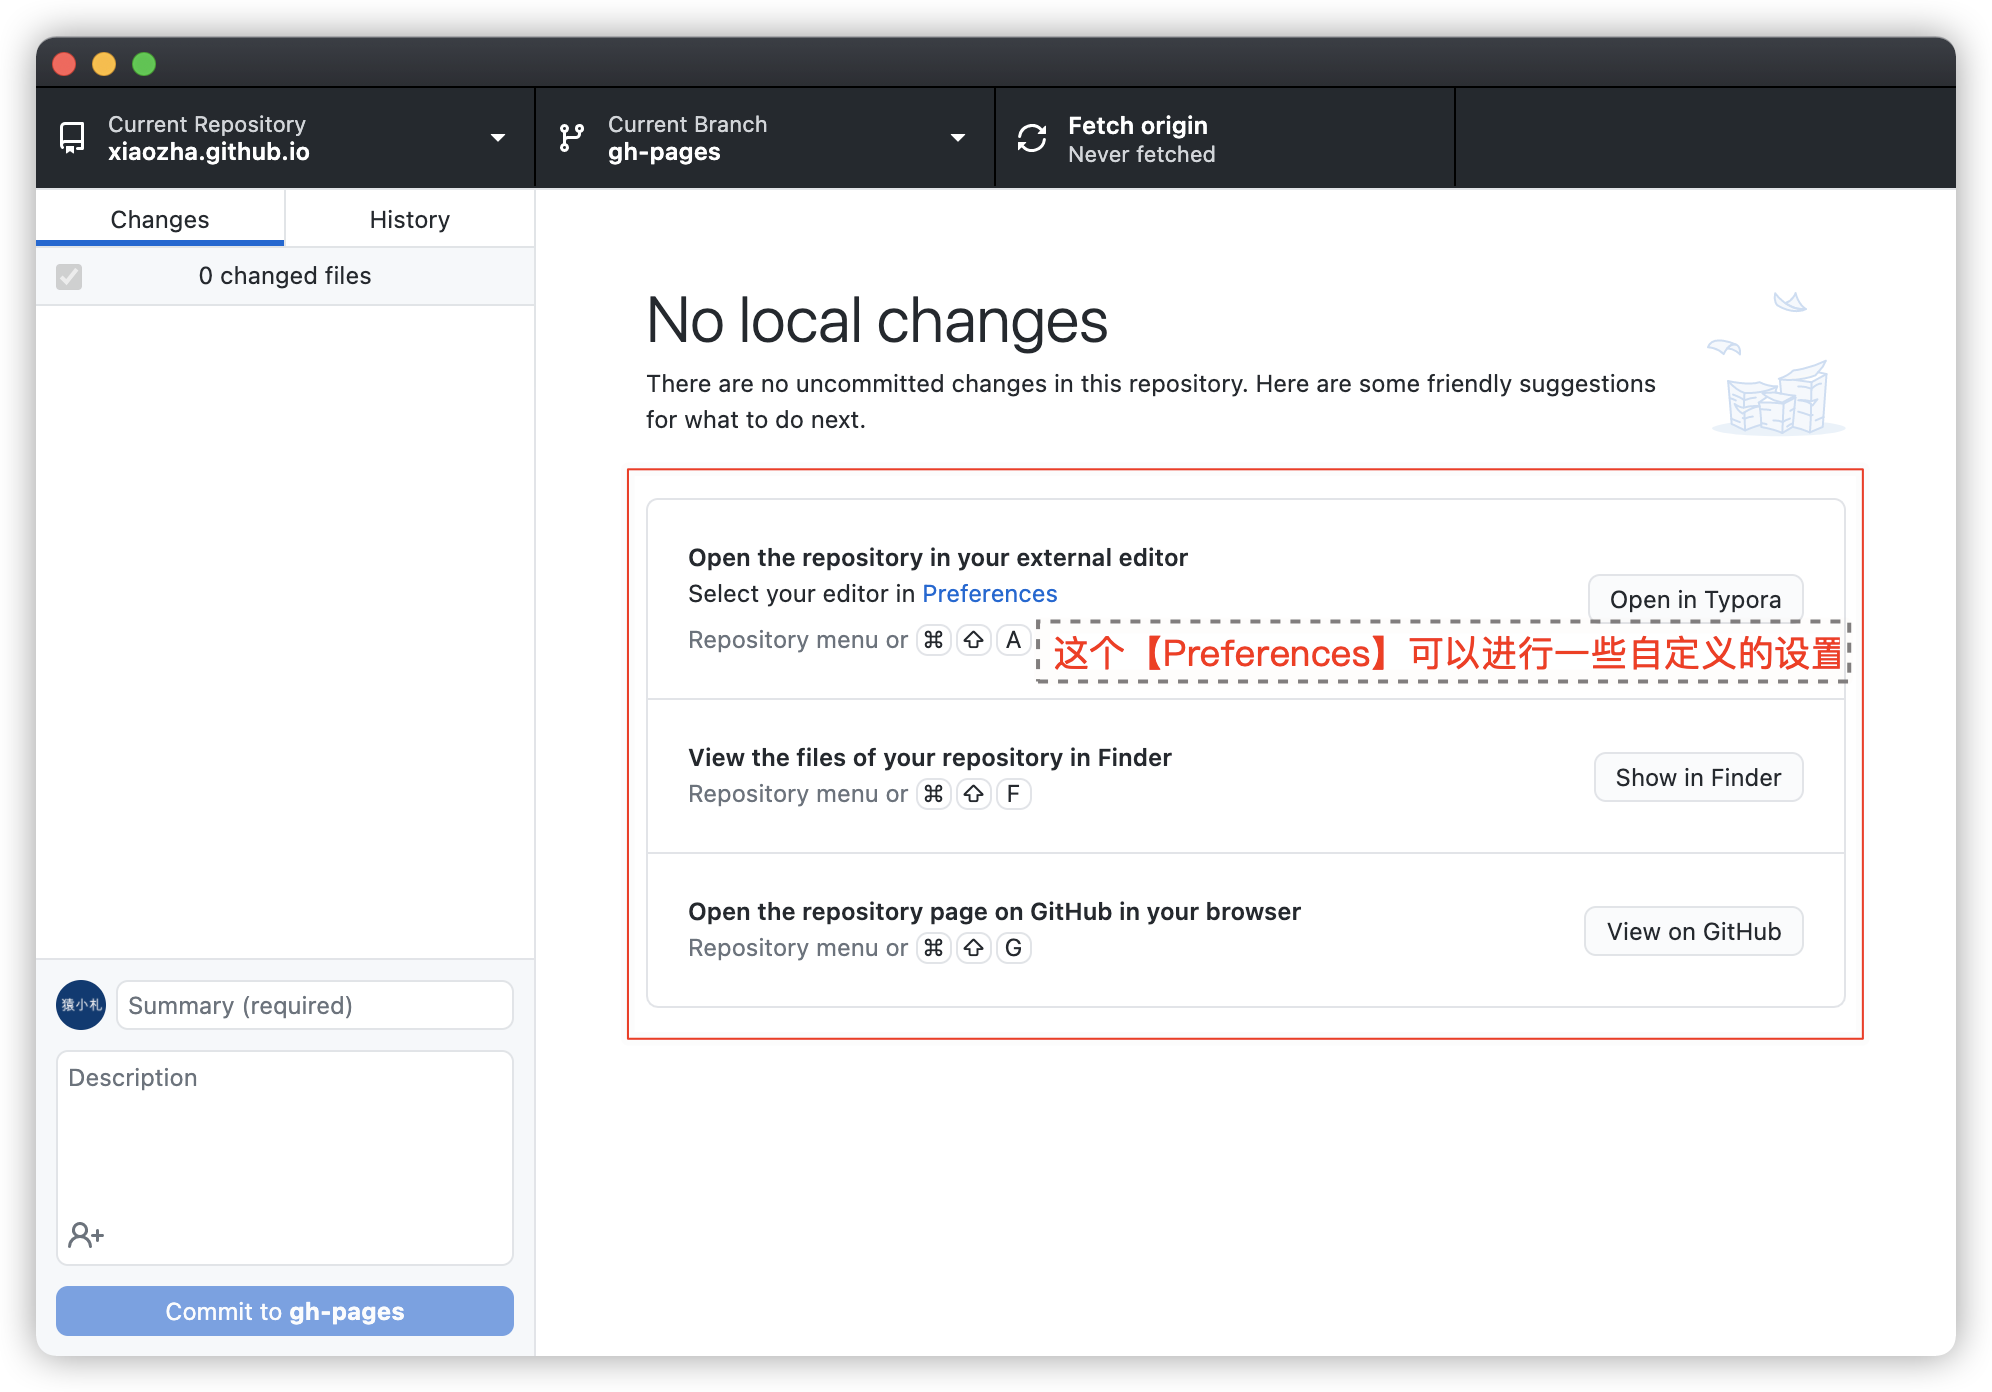 Current Repository
xiaozha.github.io
Current Branch
gh-pages
Fetch origin
Never fetched
Changes
History
0 changed files
No local changes
There are no uncommitted changes in this repository. Here are some friendly suggestions
for what to do next.
Open the repository in your external editor
Select your editor in Preferences
Open in Typora
Repository menu or ⌘ ⇧ A
这个【Preferences】可以进行一些自定义的设置
View the files of your repository in Finder
Repository menu or ⌘ ⇧ F
Show in Finder
Open the repository page on GitHub in your browser
Repository menu or ⌘ ⇧ G
View on GitHub
猿小札
Summary (required)
Description
Commit to gh-pages